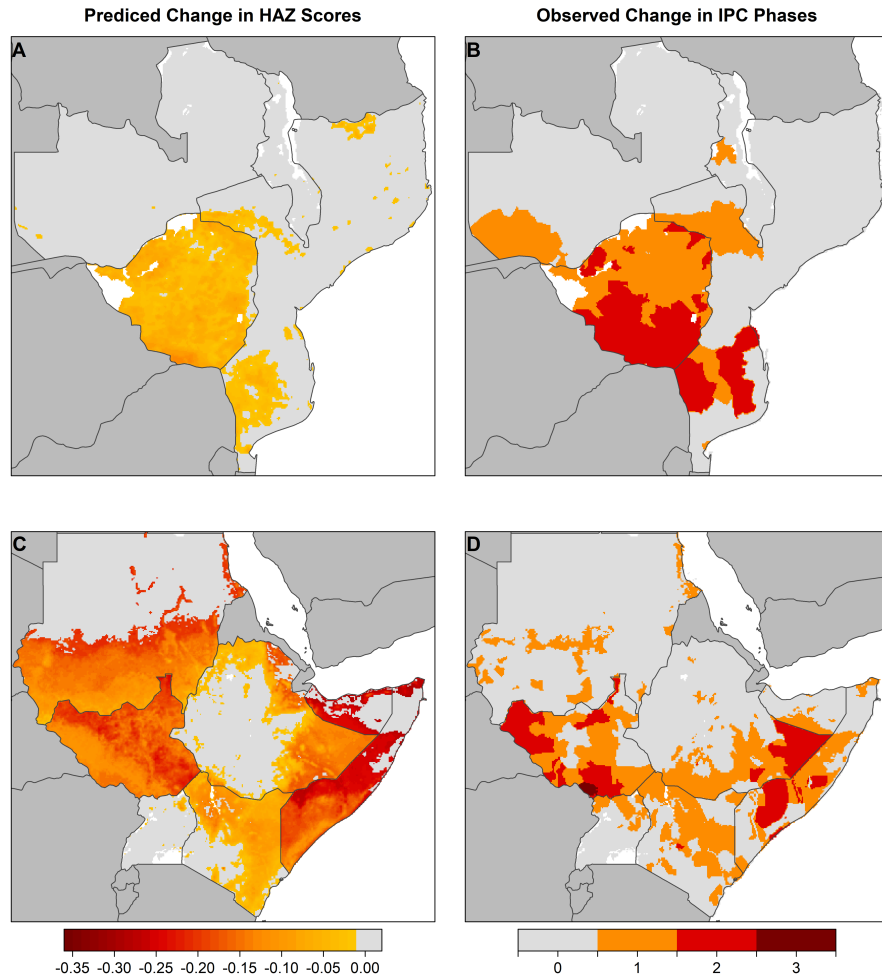 Prediced Change in HAZ Scores
Observed Change in IPC Phases
A
B
C
D
-0.35 -0.30 -0.25 -0.20 -0.15 -0.10 -0.05 0.00
0 1 2 3